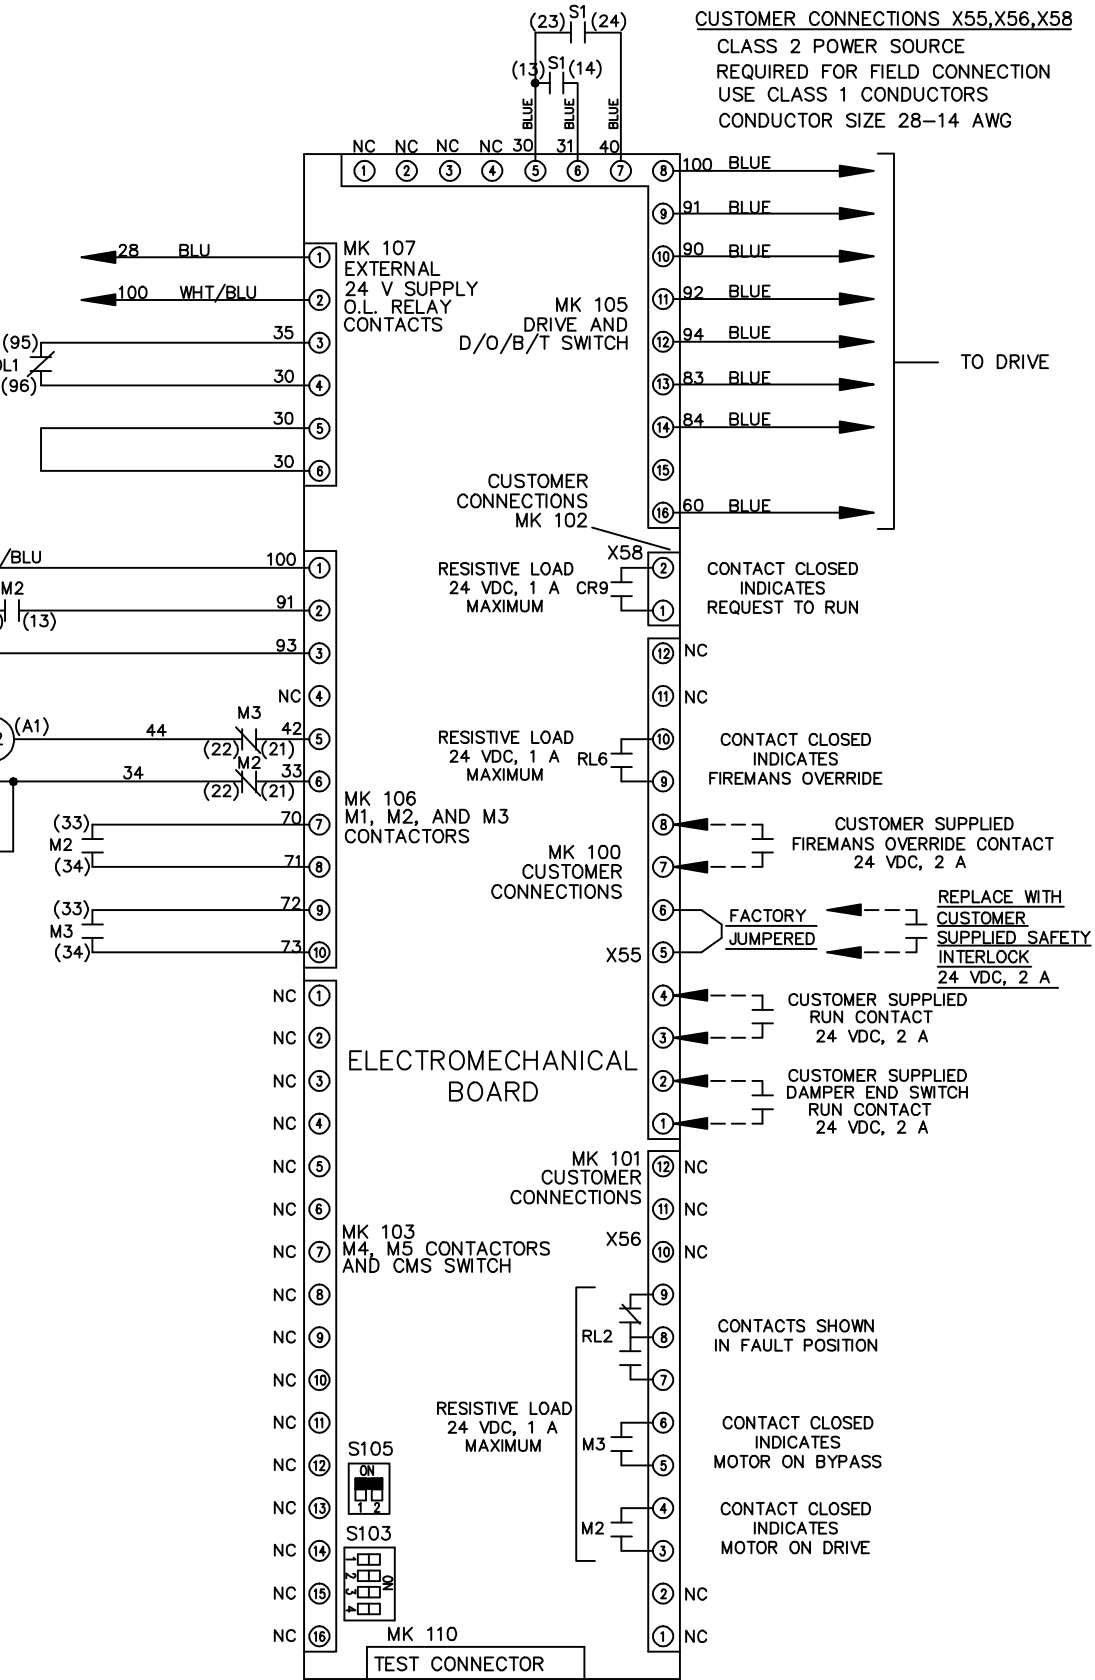 CUSTOMER CONNECTIONS X55,X56,X58
CLASS 2 POWER SOURCE
REQUIRED FOR FIELD CONNECTION
USE CLASS 1 CONDUCTORS
CONDUCTOR SIZE 28-14 AWG
(23) S1 (24)
(13) S1 (14)
BLUE BLUE BLUE
NC NC NC NC 30 31 40
1 2 3 4 5 6 7 8 100 BLUE
9 91 BLUE
10 90 BLUE
11 92 BLUE
12 94 BLUE
13 83 BLUE
14 84 BLUE
15
16 60 BLUE
TO DRIVE
MK 105
DRIVE AND
D/O/B/T SWITCH
28 BLU 1
100 WHT/BLU 2
(95) 35 3
OL1
(96) 30 4
30 5
30 6
MK 107
EXTERNAL
24 V SUPPLY
O.L. RELAY
CONTACTS
CUSTOMER
CONNECTIONS
MK 102
X58
RESISTIVE LOAD
24 VDC, 1 A
MAXIMUM
CR9
2
1
CONTACT CLOSED
INDICATES
REQUEST TO RUN
/BLU 100 1
M2
(13) 91 2
93 3
NC 4
2 (A1) 44 M3 (22) (21) 42 5
34 M2 (22) (21) 33 6
(33) 70 7
M2
(34) 71 8
(33) 72 9
M3
(34) 73 10
MK 106
M1, M2, AND M3
CONTACTORS
12 NC
11 NC
RESISTIVE LOAD
24 VDC, 1 A
MAXIMUM
RL6
10
9
CONTACT CLOSED
INDICATES
FIREMANS OVERRIDE
MK 100
CUSTOMER
CONNECTIONS
X55
8
7
CUSTOMER SUPPLIED
FIREMANS OVERRIDE CONTACT
24 VDC, 2 A
6
5
FACTORY
JUMPERED
REPLACE WITH
CUSTOMER
SUPPLIED SAFETY
INTERLOCK
24 VDC, 2 A
4
3
CUSTOMER SUPPLIED
RUN CONTACT
24 VDC, 2 A
2
1
CUSTOMER SUPPLIED
DAMPER END SWITCH
RUN CONTACT
24 VDC, 2 A
ELECTROMECHANICAL
BOARD
NC 1
NC 2
NC 3
NC 4
NC 5
NC 6
NC 7
NC 8
NC 9
NC 10
NC 11
NC 12
NC 13
NC 14
NC 15
NC 16
MK 103
M4, M5 CONTACTORS
AND CMS SWITCH
MK 101
CUSTOMER
CONNECTIONS
X56
12 NC
11 NC
10 NC
9
RL2 8
7
CONTACTS SHOWN
IN FAULT POSITION
RESISTIVE LOAD
24 VDC, 1 A
MAXIMUM
M3
6
5
CONTACT CLOSED
INDICATES
MOTOR ON BYPASS
M2
4
3
CONTACT CLOSED
INDICATES
MOTOR ON DRIVE
2 NC
1 NC
S105
ON
1 2
S103
1
2
3
4
ON
MK 110
TEST CONNECTOR